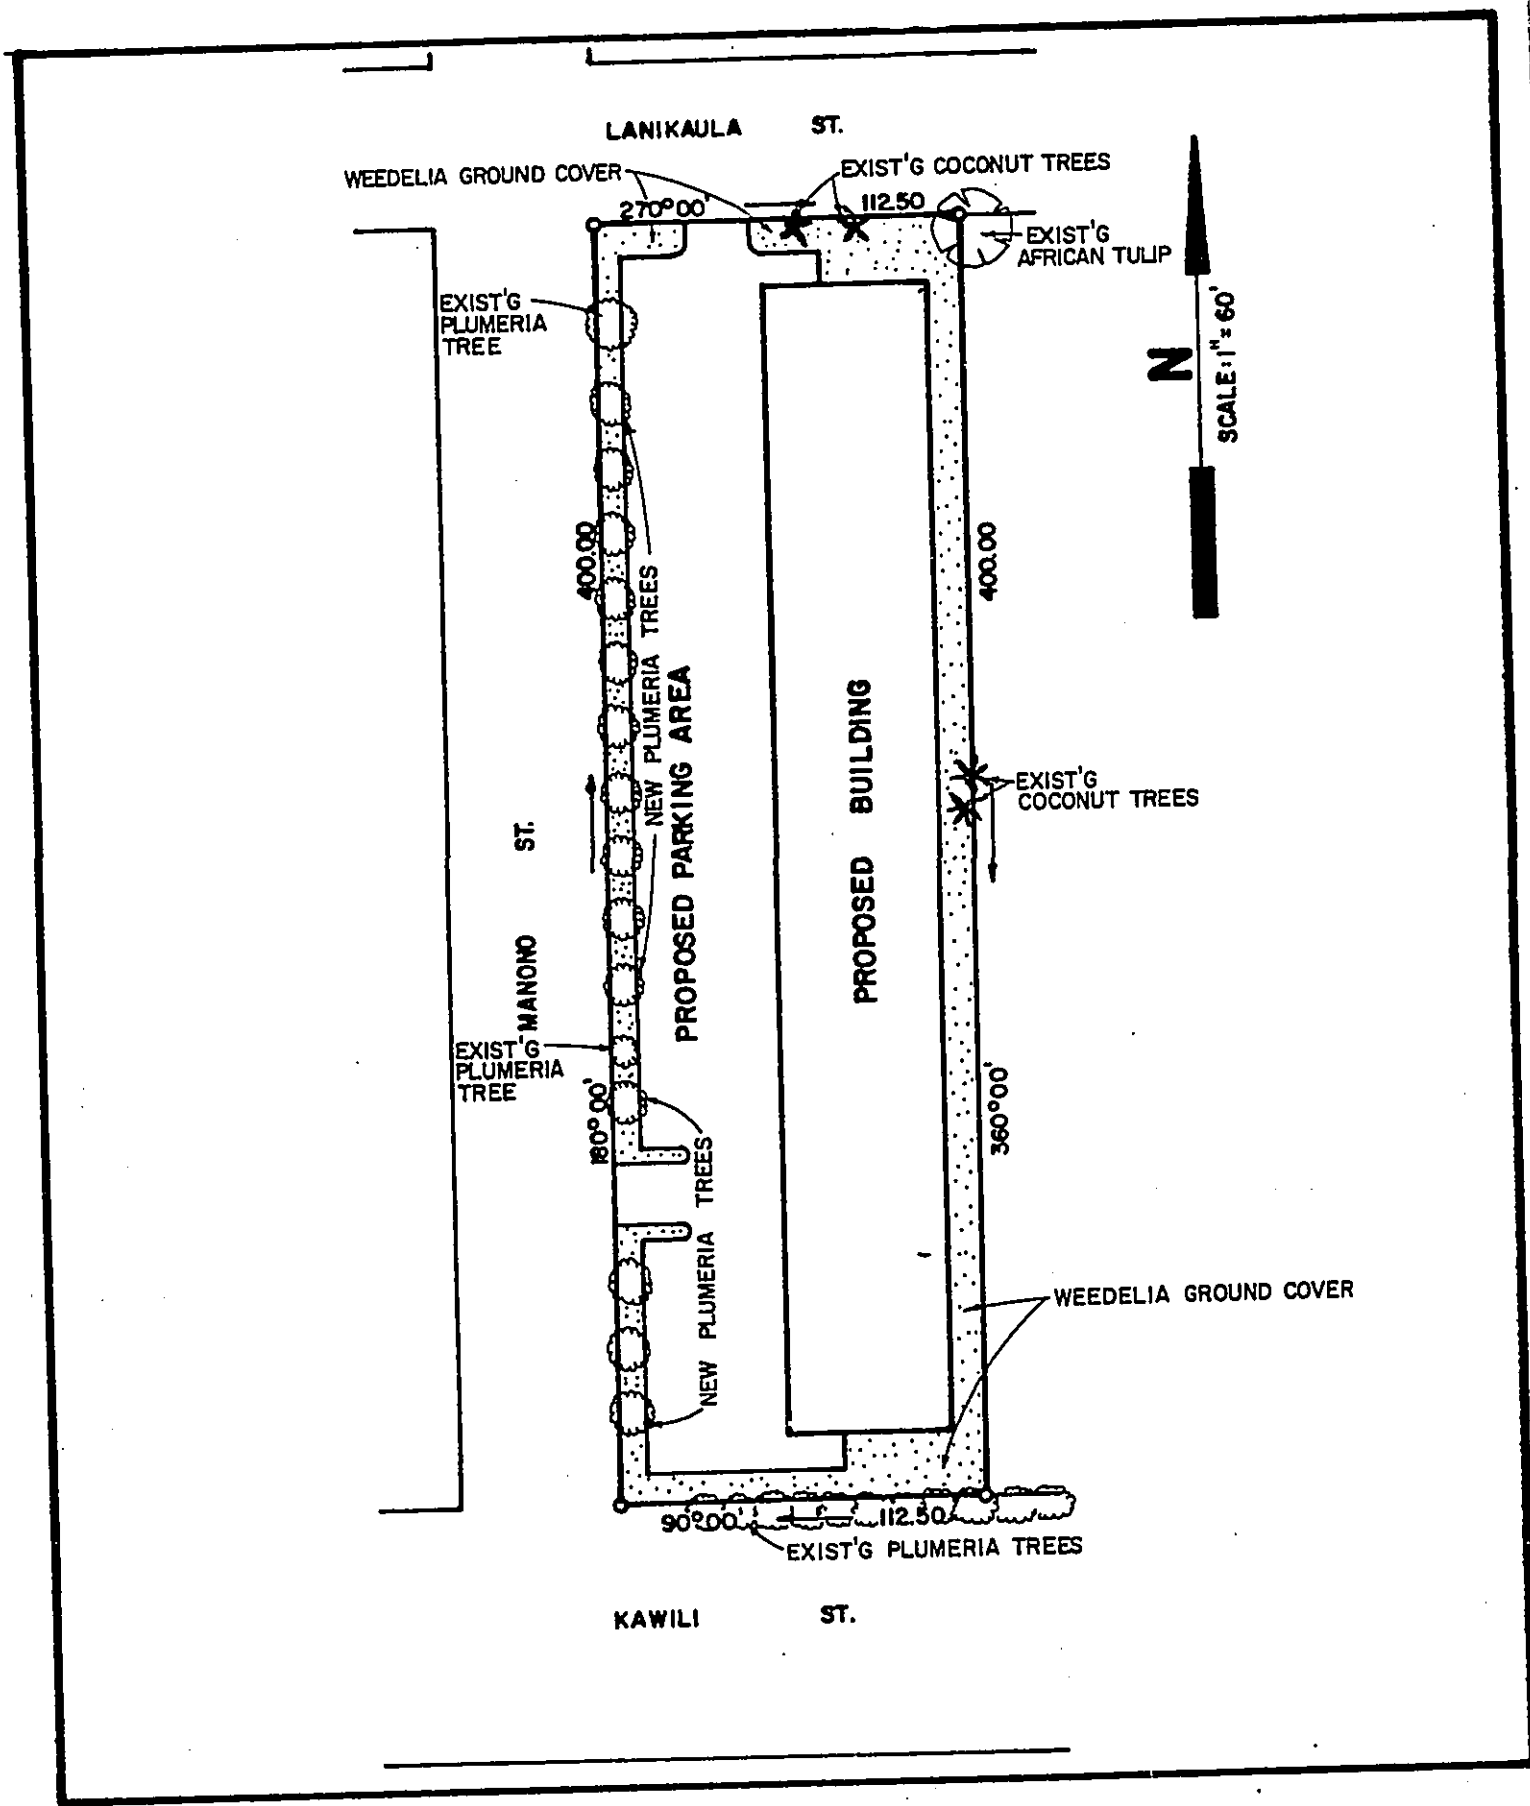 LANIKAULA ST.
WEEDELIA GROUND COVER
EXIST'G COCONUT TREES
270°00'
112.50
EXIST'G
AFRICAN TULIP
EXIST'G
PLUMERIA
TREE
N
SCALE: 1" = 60'
400.00
400.00
NEW PLUMERIA TREES
PROPOSED PARKING AREA
PROPOSED BUILDING
EXIST'G
COCONUT TREES
MANONO ST.
EXIST'G
PLUMERIA
TREE
180°00'
360°00'
NEW PLUMERIA TREES
WEEDELIA GROUND COVER
90°00'
112.50
EXIST'G PLUMERIA TREES
KAWILI ST.